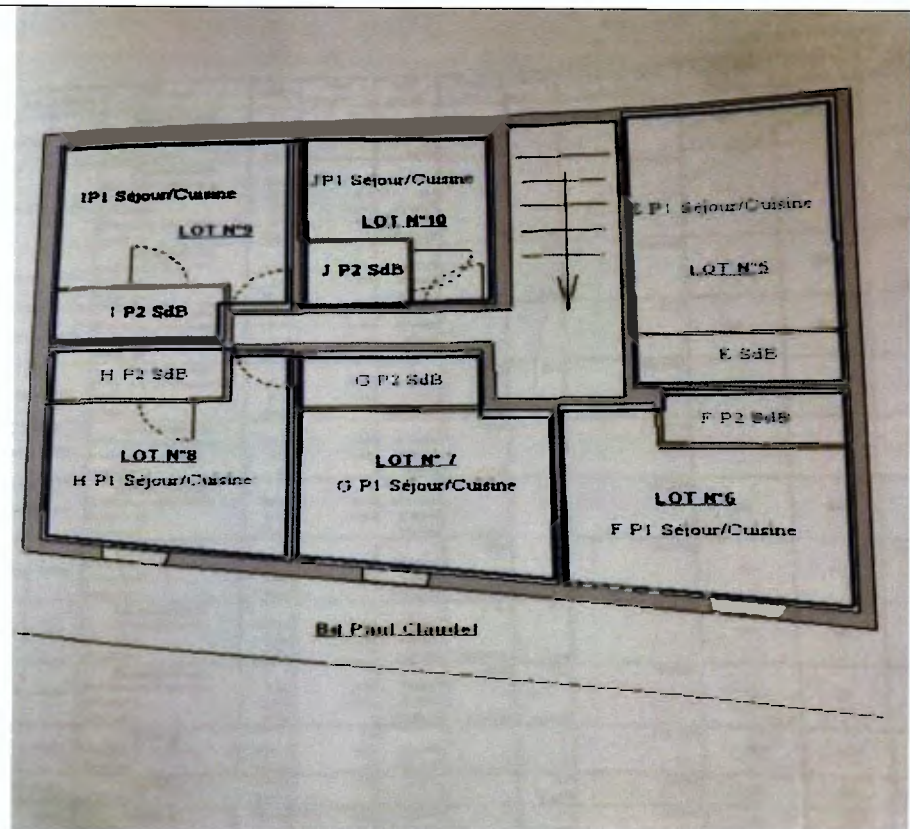 IP1 Séjour/Cuisine
LOT N°9
I P2 SdB
JP1 Séjour/Cuisine
LOT N°10
J P2 SdB
E P1 Séjour/Cuisine
LOT N°5
E SdB
H P2 SdB
LOT N°8
H P1 Séjour/Cuisine
G P2 SdB
LOT N° 7
G P1 Séjour/Cuisine
F P2 SdB
LOT N°6
F P1 Séjour/Cuisine
Bd Paul Claudel